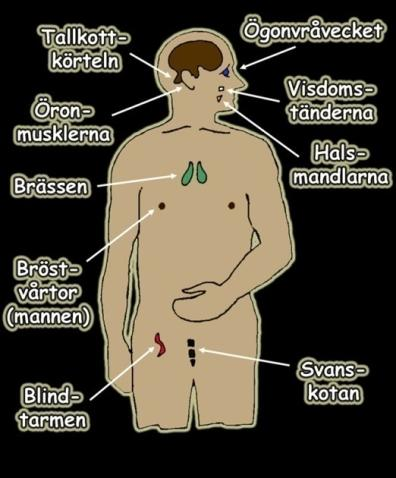 Tallkott-
körteln
Ögonvråvecket
Öron-
musklerna
Visdoms-
tänderna
Hals-
mandlarna
Brässen
Bröst-
vårtor
(mannen)
Blind-
tarmen
Svans-
kotan